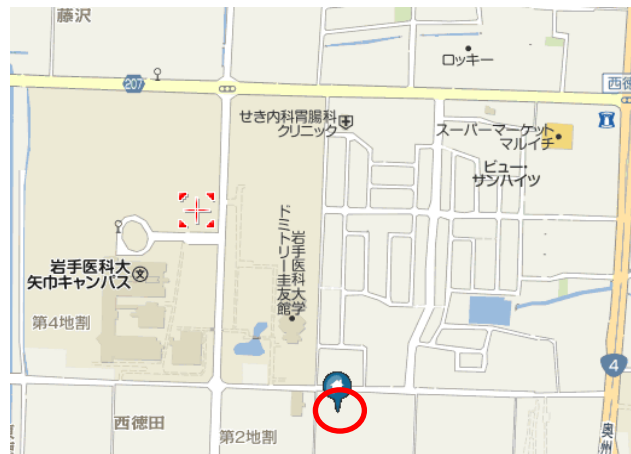 藤沢
ロッキー
207
西徳
せき内科胃腸科
クリニック
スーパーマーケット
マルイチ
ビュー・
サンハイツ
岩手医科大学
ドミトリー圭友館
岩手医科大
矢巾キャンパス
文
第4地割
4
西徳田
第2地割
奥州